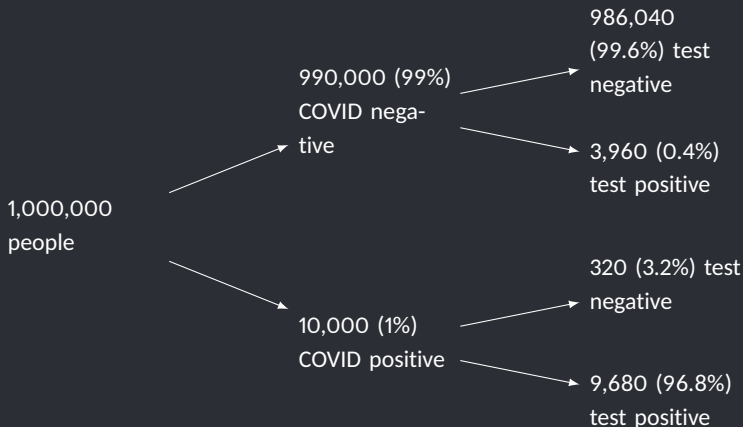 1,000,000
people
990,000 (99%)
COVID nega-
tive
986,040
(99.6%) test
negative
3,960 (0.4%)
test positive
10,000 (1%)
COVID positive
320 (3.2%) test
negative
9,680 (96.8%)
test positive